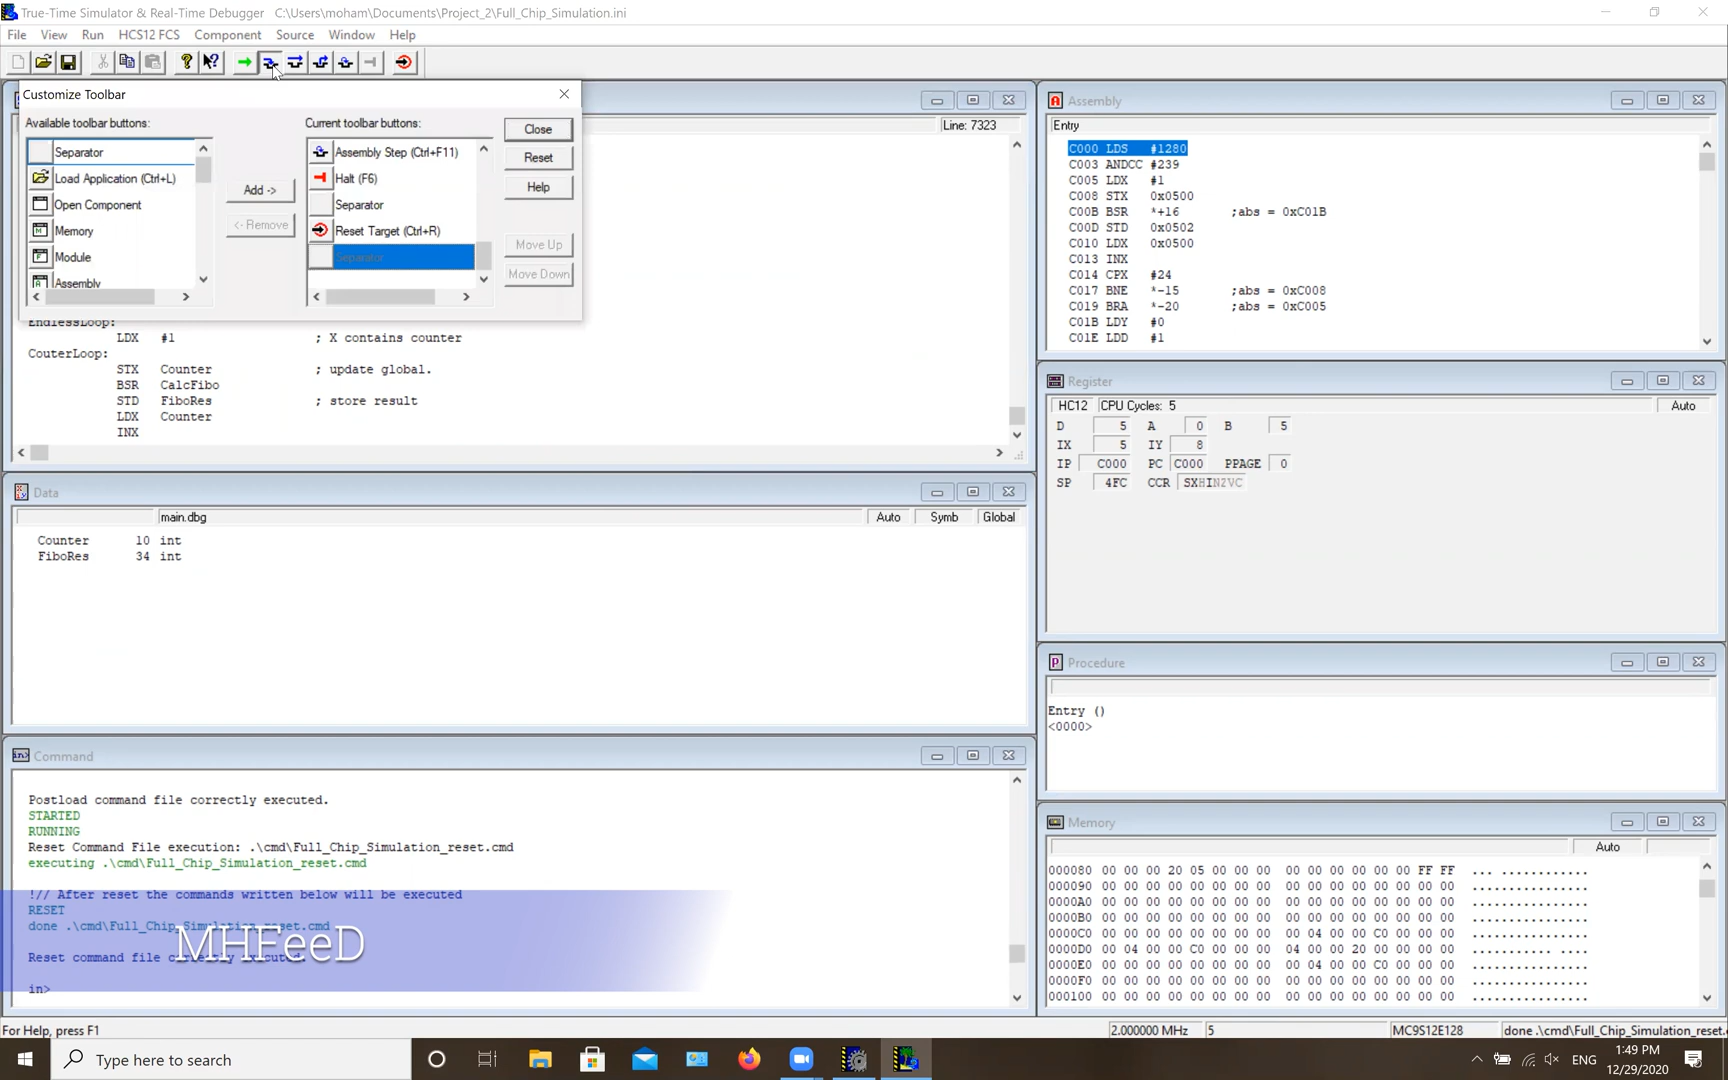 True-Time Simulator & Real-Time Debugger C:\Users\moham\Documents\Project_2\Full_Chip_Simulation.ini
File View Run HCS12 FCS Component Source Window Help
Customize Toolbar
Available toolbar buttons:
Separator
Load Application (Ctrl+L)
Open Component
Memory
Module
Assembly
Add ->
<- Remove
Current toolbar buttons:
Assembly Step (Ctrl+F11)
Halt (F6)
Separator
Reset Target (Ctrl+R)
Separator
Close
Reset
Help
Move Up
Move Down
Line: 7323
EndlessLoop:
LDX #1 ; X contains counter
CouterLoop:
STX Counter ; update global.
BSR CalcFibo
STD FiboRes ; store result
LDX Counter
INX
Assembly
Entry
C000 LDS #1280
C003 ANDCC #239
C005 LDX #1
C008 STX 0x0500
C00B BSR *+16 ;abs = 0xC01B
C00D STD 0x0502
C010 LDX 0x0500
C013 INX
C014 CPX #24
C017 BNE *-15 ;abs = 0xC008
C019 BRA *-20 ;abs = 0xC005
C01B LDY #0
C01E LDD #1
Register
HC12 CPU Cycles: 5 Auto
D 5 A 0 B 5
IX 5 IY 8
IP C000 PC C000 PPAGE 0
SP 4FC CCR SXHINZVC
Data
main.dbg Auto Symb Global
Counter 10 int
FiboRes 34 int
Procedure
Entry ()
<0000>
Command
Postload command file correctly executed.
STARTED
RUNNING
Reset Command File execution: .\cmd\Full_Chip_Simulation_reset.cmd
executing .\cmd\Full_Chip_Simulation_reset.cmd
!// After reset the commands written below will be executed
RESET
done .\cmd\Full_Chip_Simulation_reset.cmd
Reset command file correctly executed.
in>
MHFeeD
Memory
Auto
000080 00 00 00 20 05 00 00 00 00 00 00 00 00 00 FF FF ... ............
000090 00 00 00 00 00 00 00 00 00 00 00 00 00 00 00 00 ................
0000A0 00 00 00 00 00 00 00 00 00 00 00 00 00 00 00 00 ................
0000B0 00 00 00 00 00 00 00 00 00 00 00 00 00 00 00 00 ................
0000C0 00 00 00 00 00 00 00 00 00 04 00 00 C0 00 00 00 ................
0000D0 00 04 00 00 C0 00 00 00 04 00 00 20 00 00 00 00 ........... ....
0000E0 00 00 00 00 00 00 00 00 00 04 00 00 C0 00 00 00 ................
0000F0 00 00 00 00 00 00 00 00 00 00 00 00 00 00 00 00 ................
000100 00 00 00 00 00 00 00 00 00 00 00 00 00 00 00 00 ................
For Help, press F1
2.000000 MHz 5 MC9S12E128 done .\cmd\Full_Chip_Simulation_reset.
Type here to search
ENG
1:49 PM
12/29/2020